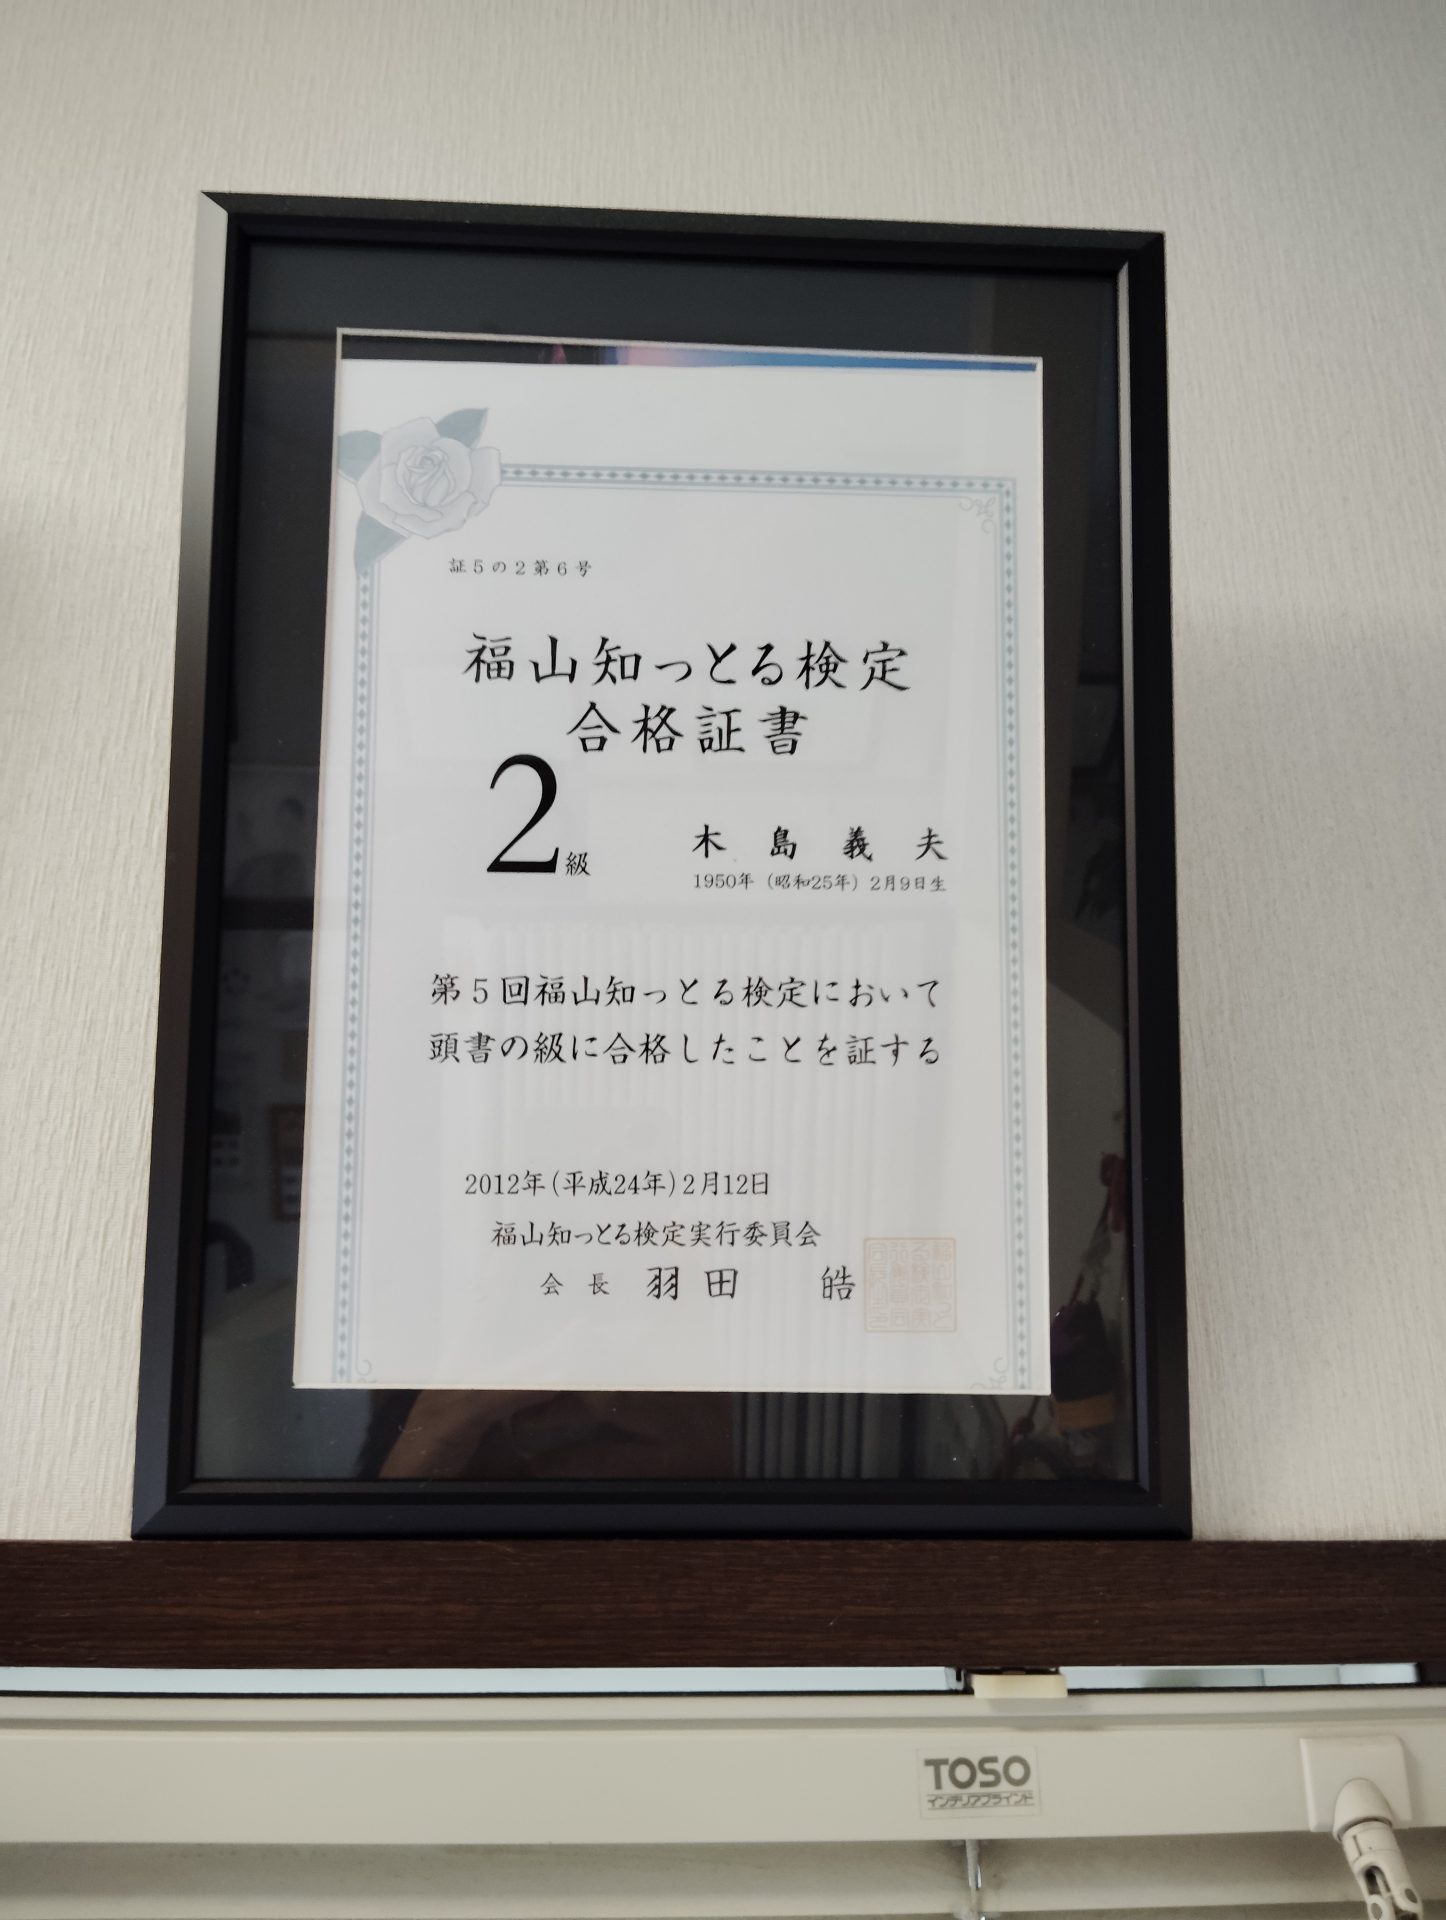 証5の2第6号
福山知っとる検定
合格証書
2級
木島義夫
1950年（昭和25年）2月9日生
第5回福山知っとる検定において
頭書の級に合格したことを証する
2012年(平成24年)2月12日
福山知っとる検定実行委員会
会長 羽田 皓
TOSO
インテリアブラインド